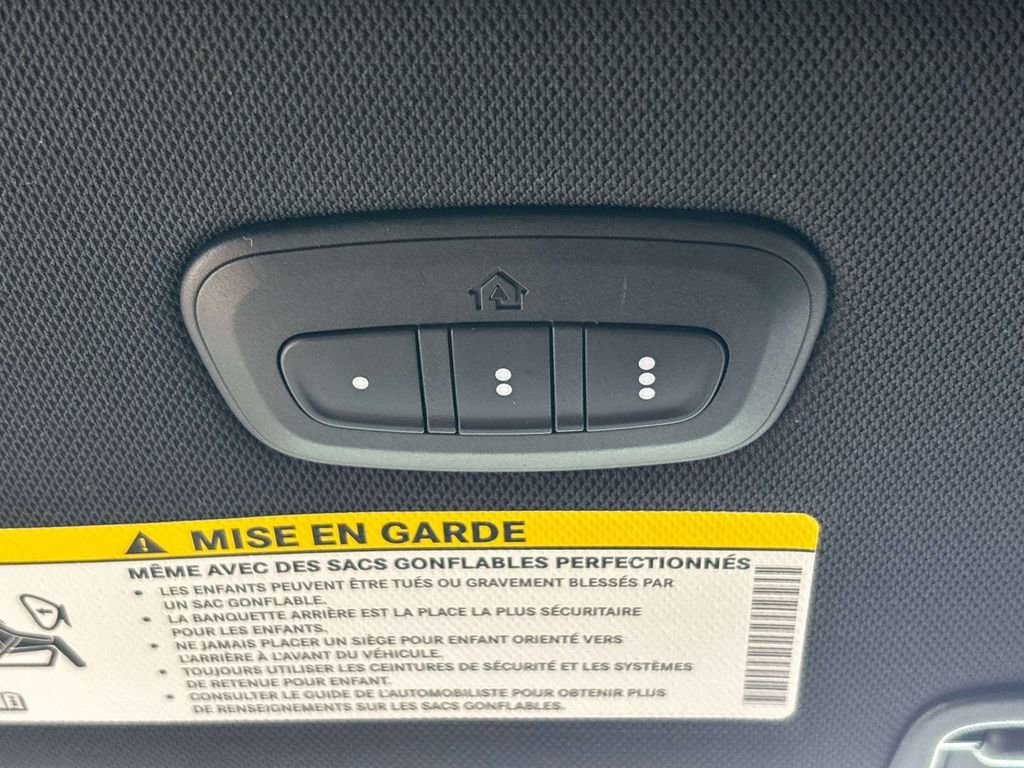 MISE EN GARDE
MÊME AVEC DES SACS GONFLABLES PERFECTIONNÉS
• LES ENFANTS PEUVENT ÊTRE TUÉS OU GRAVEMENT BLESSÉS PAR
UN SAC GONFLABLE.
• LA BANQUETTE ARRIÈRE EST LA PLACE LA PLUS SÉCURITAIRE
POUR LES ENFANTS.
• NE JAMAIS PLACER UN SIÈGE POUR ENFANT ORIENTÉ VERS
L'ARRIÈRE À L'AVANT DU VÉHICULE.
• TOUJOURS UTILISER LES CEINTURES DE SÉCURITÉ ET LES SYSTÈMES
DE RETENUE POUR ENFANT.
• CONSULTER LE GUIDE DE L'AUTOMOBILISTE POUR OBTENIR PLUS
DE RENSEIGNEMENTS SUR LES SACS GONFLABLES.